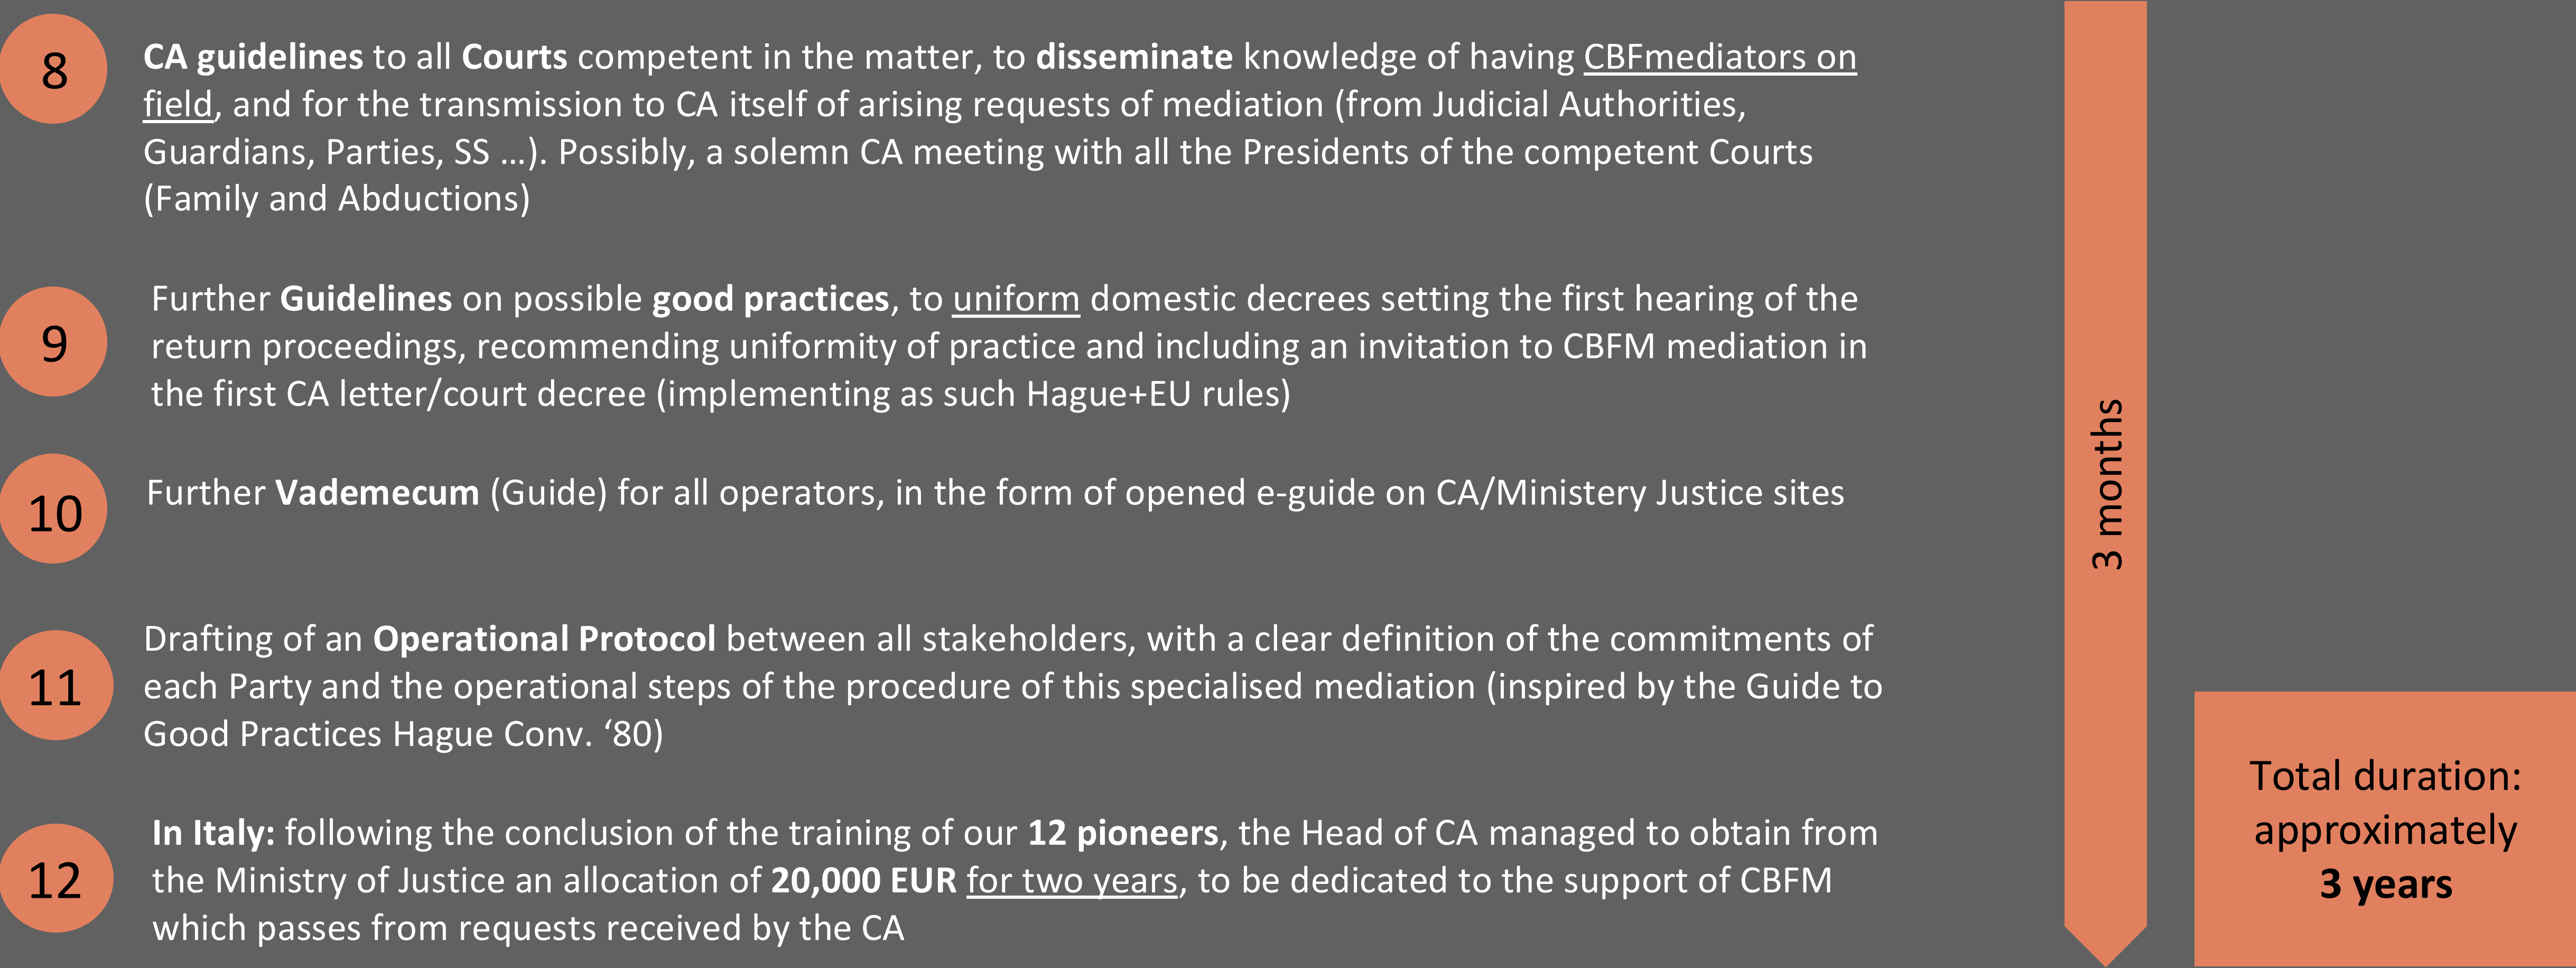 8
CA guidelines to all Courts competent in the matter, to disseminate knowledge of having CBFmediators on
field, and for the transmission to CA itself of arising requests of mediation (from Judicial Authorities,
Guardians, Parties, SS …). Possibly, a solemn CA meeting with all the Presidents of the competent Courts
(Family and Abductions)
9
Further Guidelines on possible good practices, to uniform domestic decrees setting the first hearing of the
return proceedings, recommending uniformity of practice and including an invitation to CBFM mediation in
the first CA letter/court decree (implementing as such Hague+EU rules)
10
Further Vademecum (Guide) for all operators, in the form of opened e-guide on CA/Ministery Justice sites
11
Drafting of an Operational Protocol between all stakeholders, with a clear definition of the commitments of
each Party and the operational steps of the procedure of this specialised mediation (inspired by the Guide to
Good Practices Hague Conv. ‘80)
12
In Italy: following the conclusion of the training of our 12 pioneers, the Head of CA managed to obtain from
the Ministry of Justice an allocation of 20,000 EUR for two years, to be dedicated to the support of CBFM
which passes from requests received by the CA
3 months
Total duration:
approximately
3 years